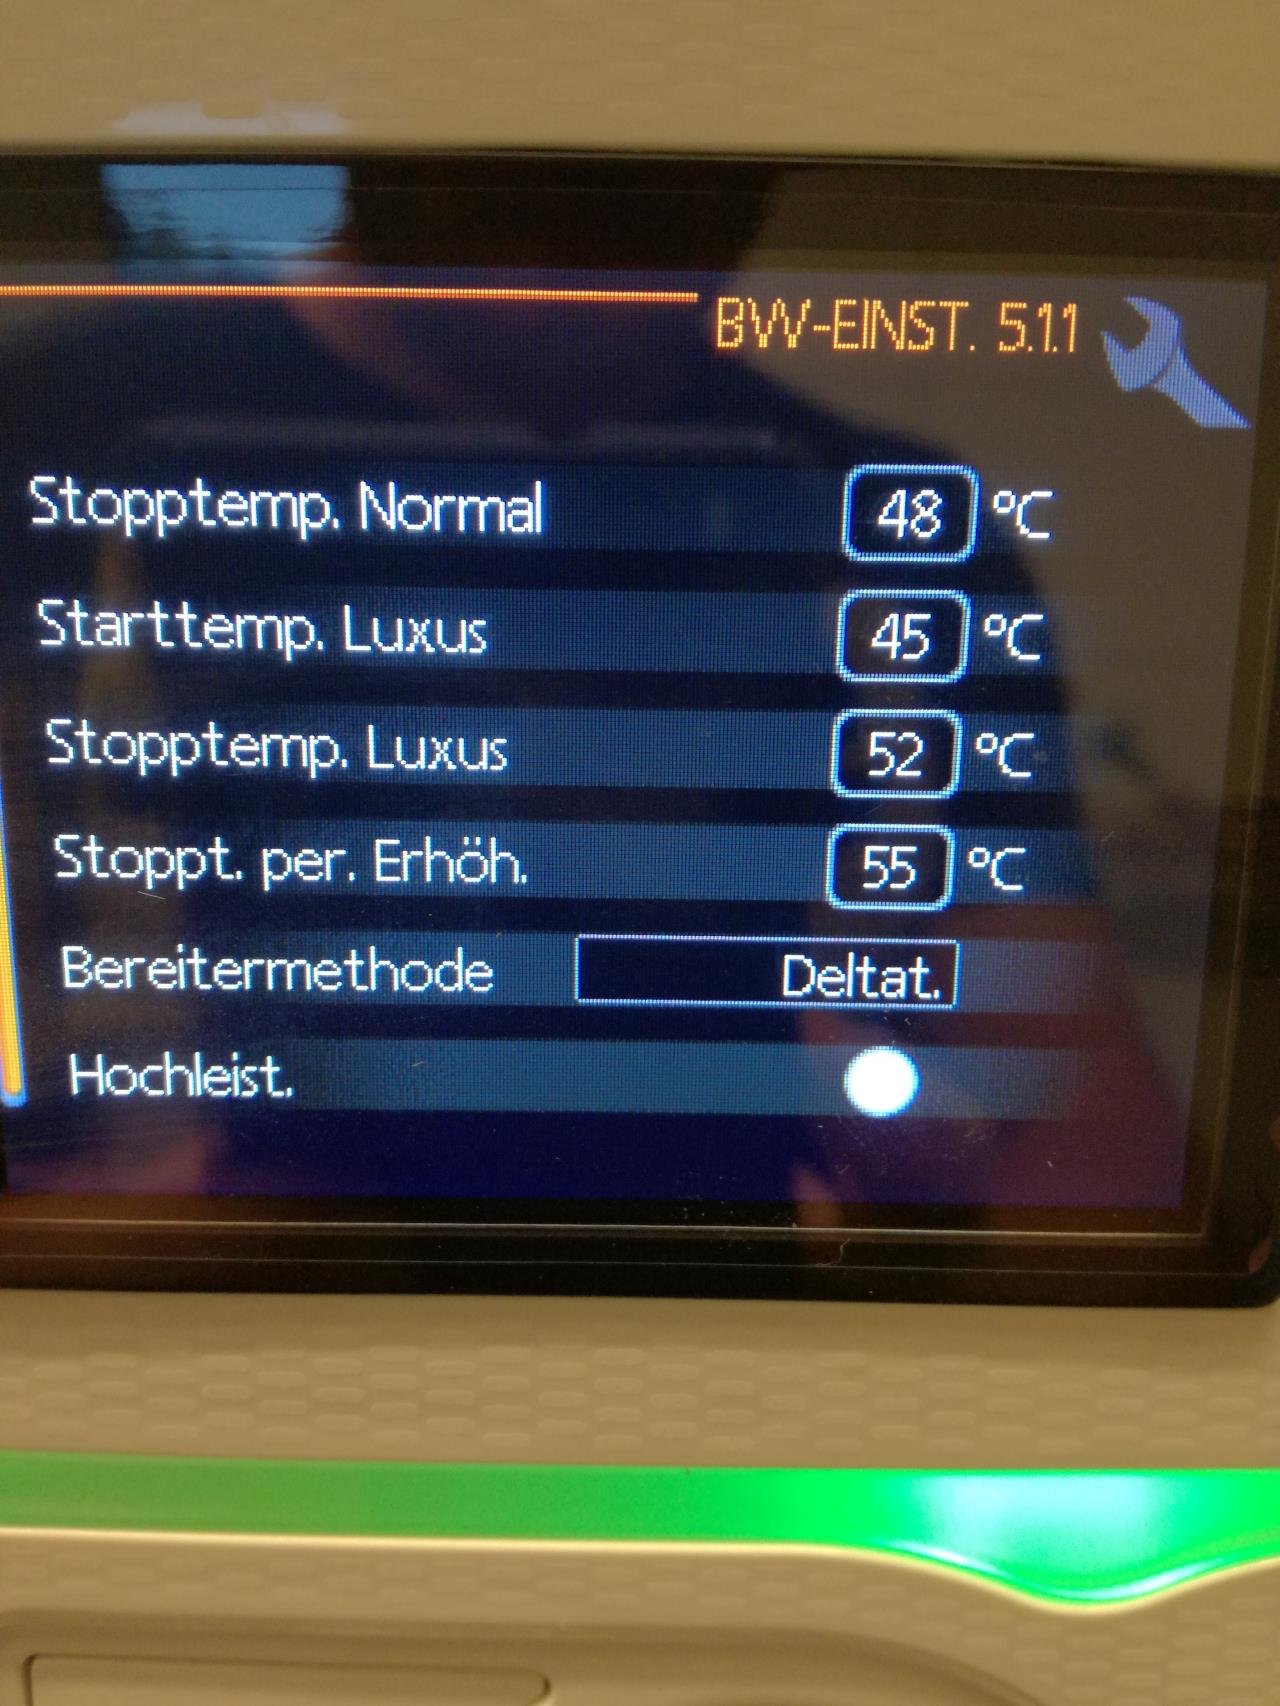 BW-EINST. 5.1.1
Stopptemp. Normal 48 °C
Starttemp. Luxus 45 °C
Stopptemp. Luxus 52 °C
Stoppt. per. Erhöh. 55 °C
Bereitermethode Deltat.
Hochleist.